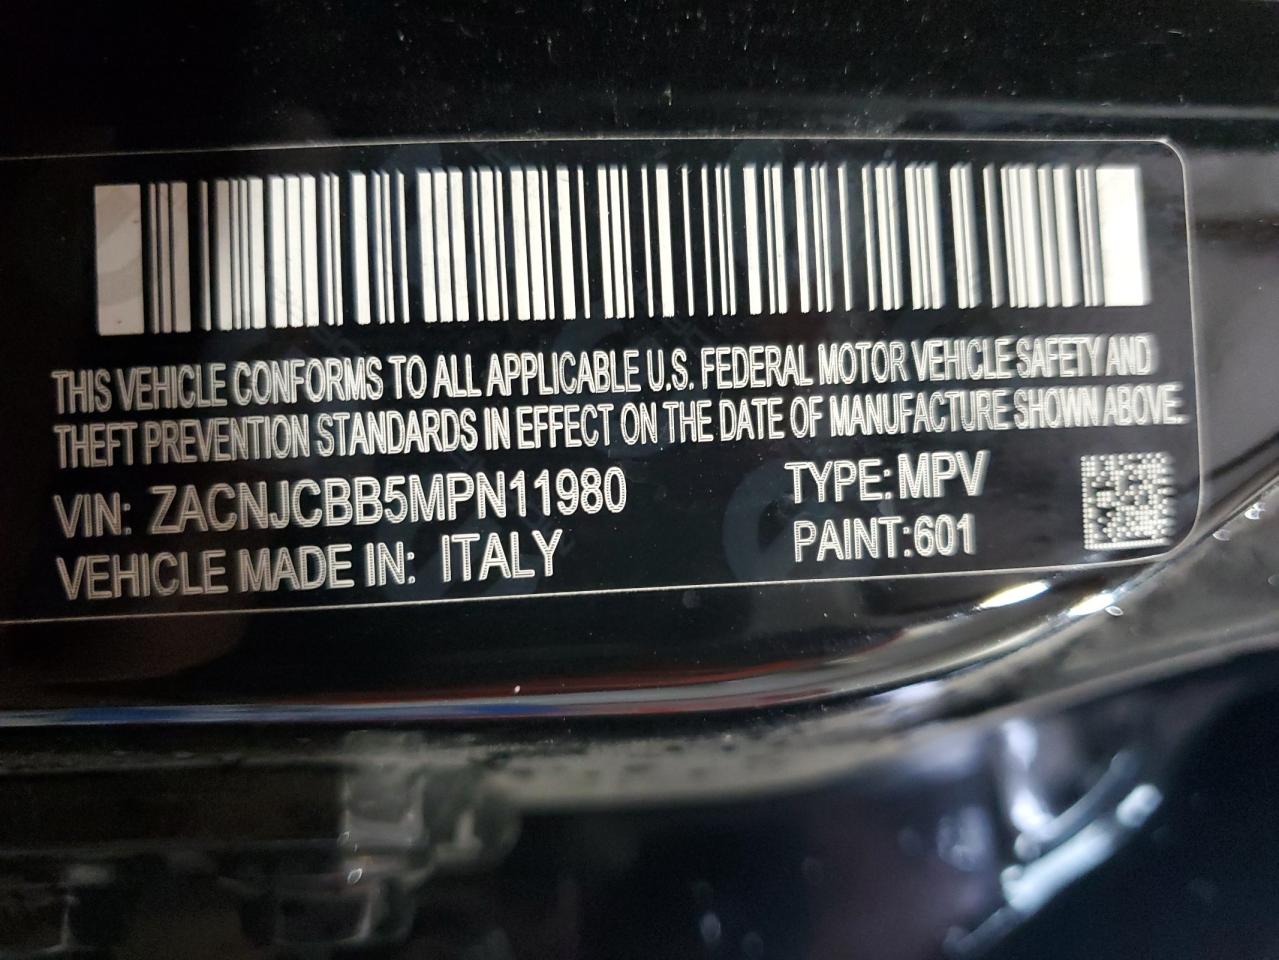 THIS VEHICLE CONFORMS TO ALL APPLICABLE U.S. FEDERAL MOTOR VEHICLE SAFETY AND
THEFT PREVENTION STANDARDS IN EFFECT ON THE DATE OF MANUFACTURE SHOWN ABOVE.
VIN: ZACNJCBB5MPN11980 TYPE: MPV
VEHICLE MADE IN: ITALY PAINT:601